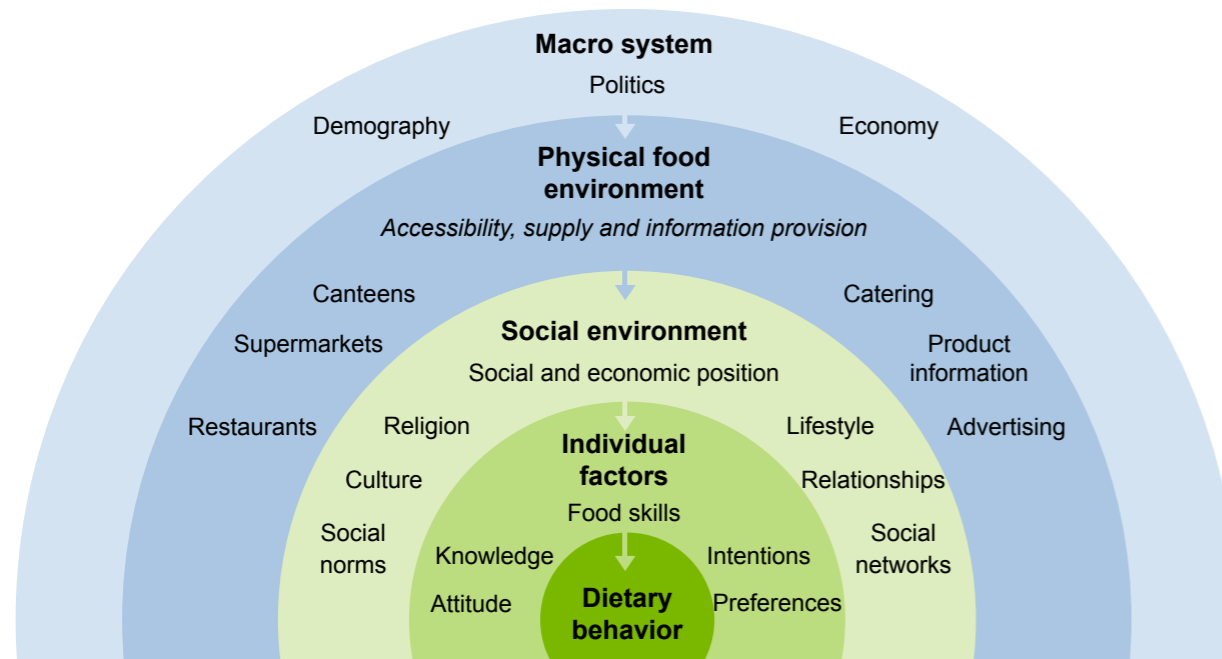 Macro system
Politics
Demography
Economy
Physical food
environment
Accessibility, supply and information provision
Canteens
Catering
Supermarkets
Product
information
Restaurants
Advertising
Social environment
Social and economic position
Religion
Lifestyle
Culture
Relationships
Social
norms
Social
networks
Individual
factors
Food skills
Knowledge
Intentions
Attitude
Preferences
Dietary
behavior